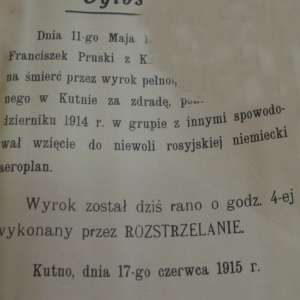 Dnia 11-go Maja
Franciszek Pruski z K
na śmierć przez wyrok
nego w Kutnie za zdradę,
dzierniku 1914 r. w grupie z innymi spowodo-
wał wzięcie do niewoli rosyjskiej niemiecki
aeroplan.
Wyrok został dziś rano o godz. 4-ej
wykonany przez ROZSTRZELANIE.
Kutno, dnia 17-go czerwca 1915 r.